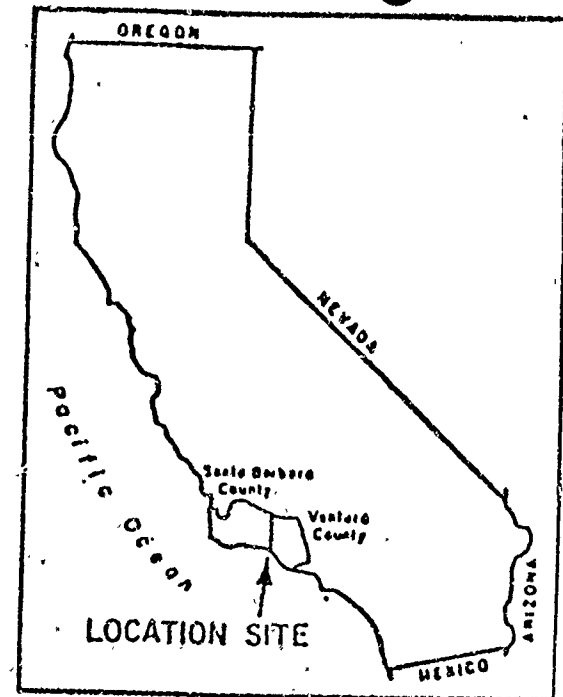 OREGON
NEVADA
Pacific Ocean
Santa Barbara
County
Ventura
County
LOCATION SITE
ARIZONA
MEXICO